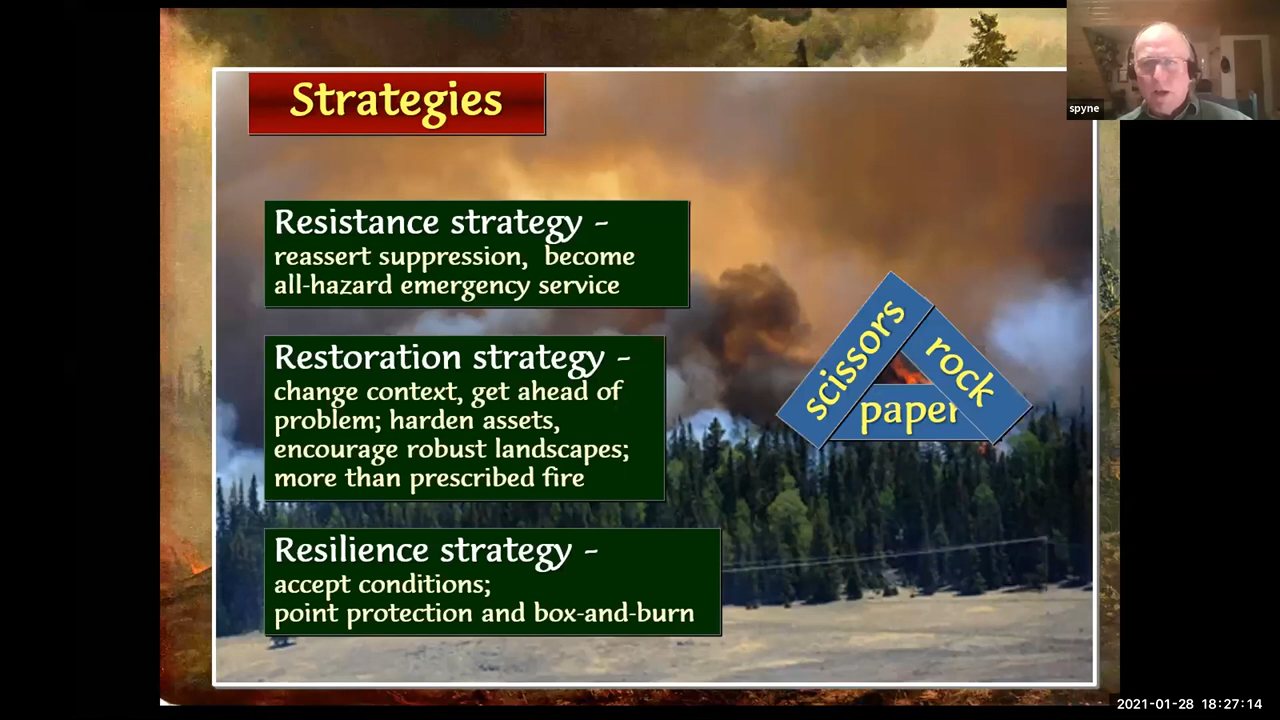 Strategies
spyne
Resistance strategy -
reassert suppression, become
all-hazard emergency service
Restoration strategy -
change context, get ahead of
problem; harden assets,
encourage robust landscapes;
more than prescribed fire
scissors
rock
paper
Resilience strategy -
accept conditions;
point protection and box-and-burn
2021-01-28 18:27:14